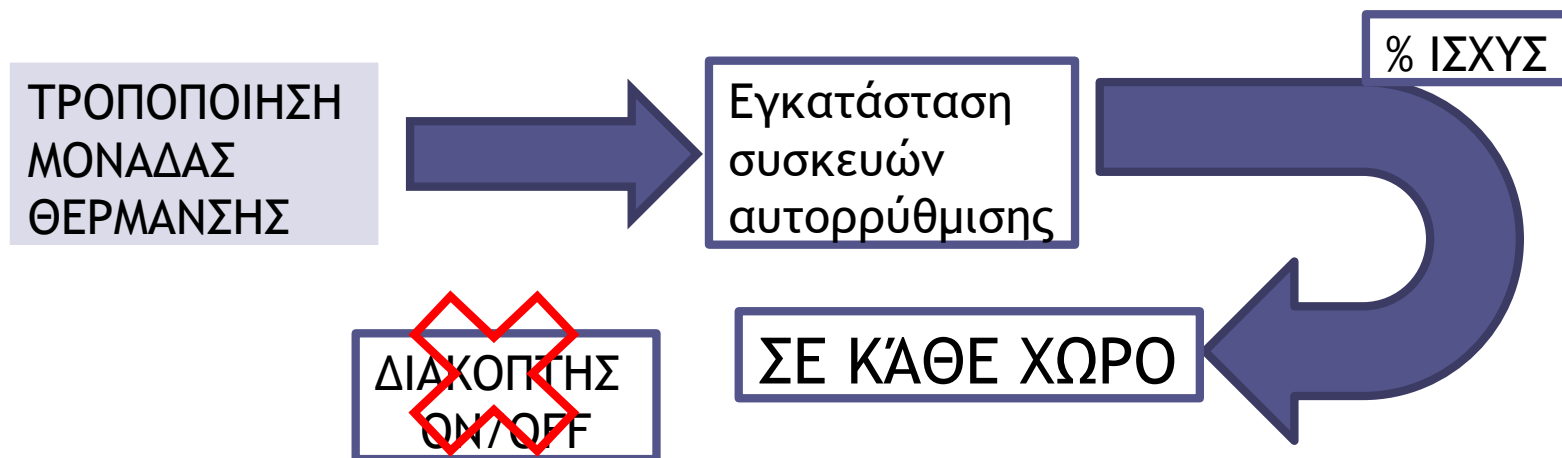 ΤΡΟΠΟΠΟΙΗΣΗ
ΜΟΝΑΔΑΣ
ΘΕΡΜΑΝΣΗΣ
Εγκατάσταση
συσκευών
αυτορρύθμισης
% ΙΣΧΥΣ
ΔΙΑΚΟΠΤΗΣ
ON/OFF
ΣΕ ΚΆΘΕ ΧΩΡΟ